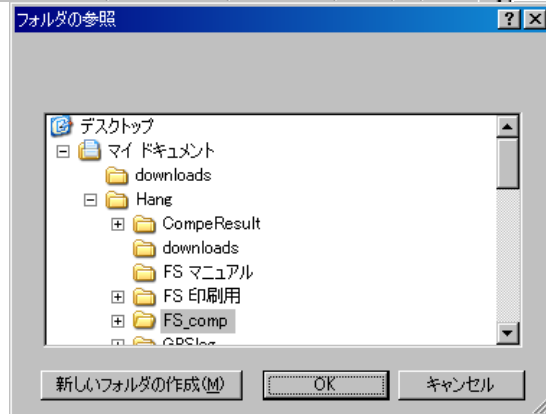 フォルダの参照
デスクトップ
マイ ドキュメント
downloads
Hang
CompeResult
downloads
FS マニュアル
FS 印刷用
FS_comp
GPSlog
新しいフォルダの作成(M)
OK
キャンセル